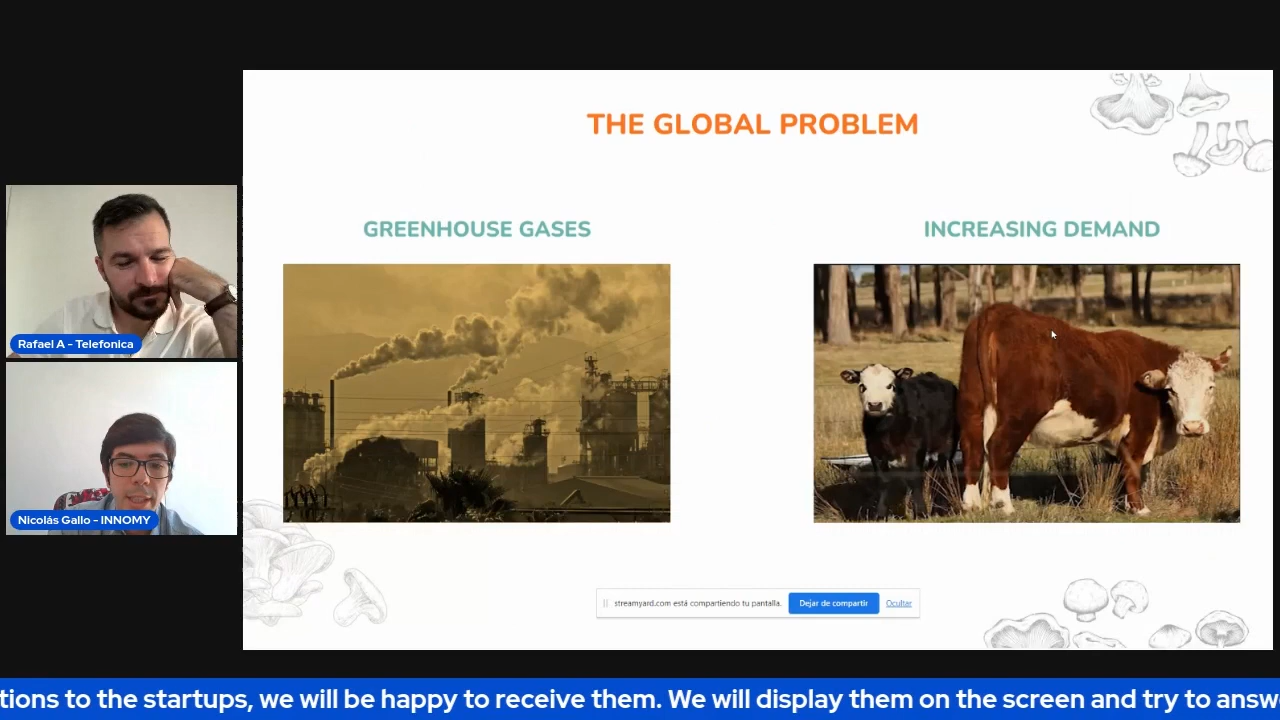 THE GLOBAL PROBLEM
GREENHOUSE GASES
INCREASING DEMAND
Rafael A - Telefonica
Nicolás Gallo - INNOMY
streamyard.com está compartiendo tu pantalla.
Dejar de compartir
Ocultar
tions to the startups, we will be happy to receive them. We will display them on the screen and try to answ